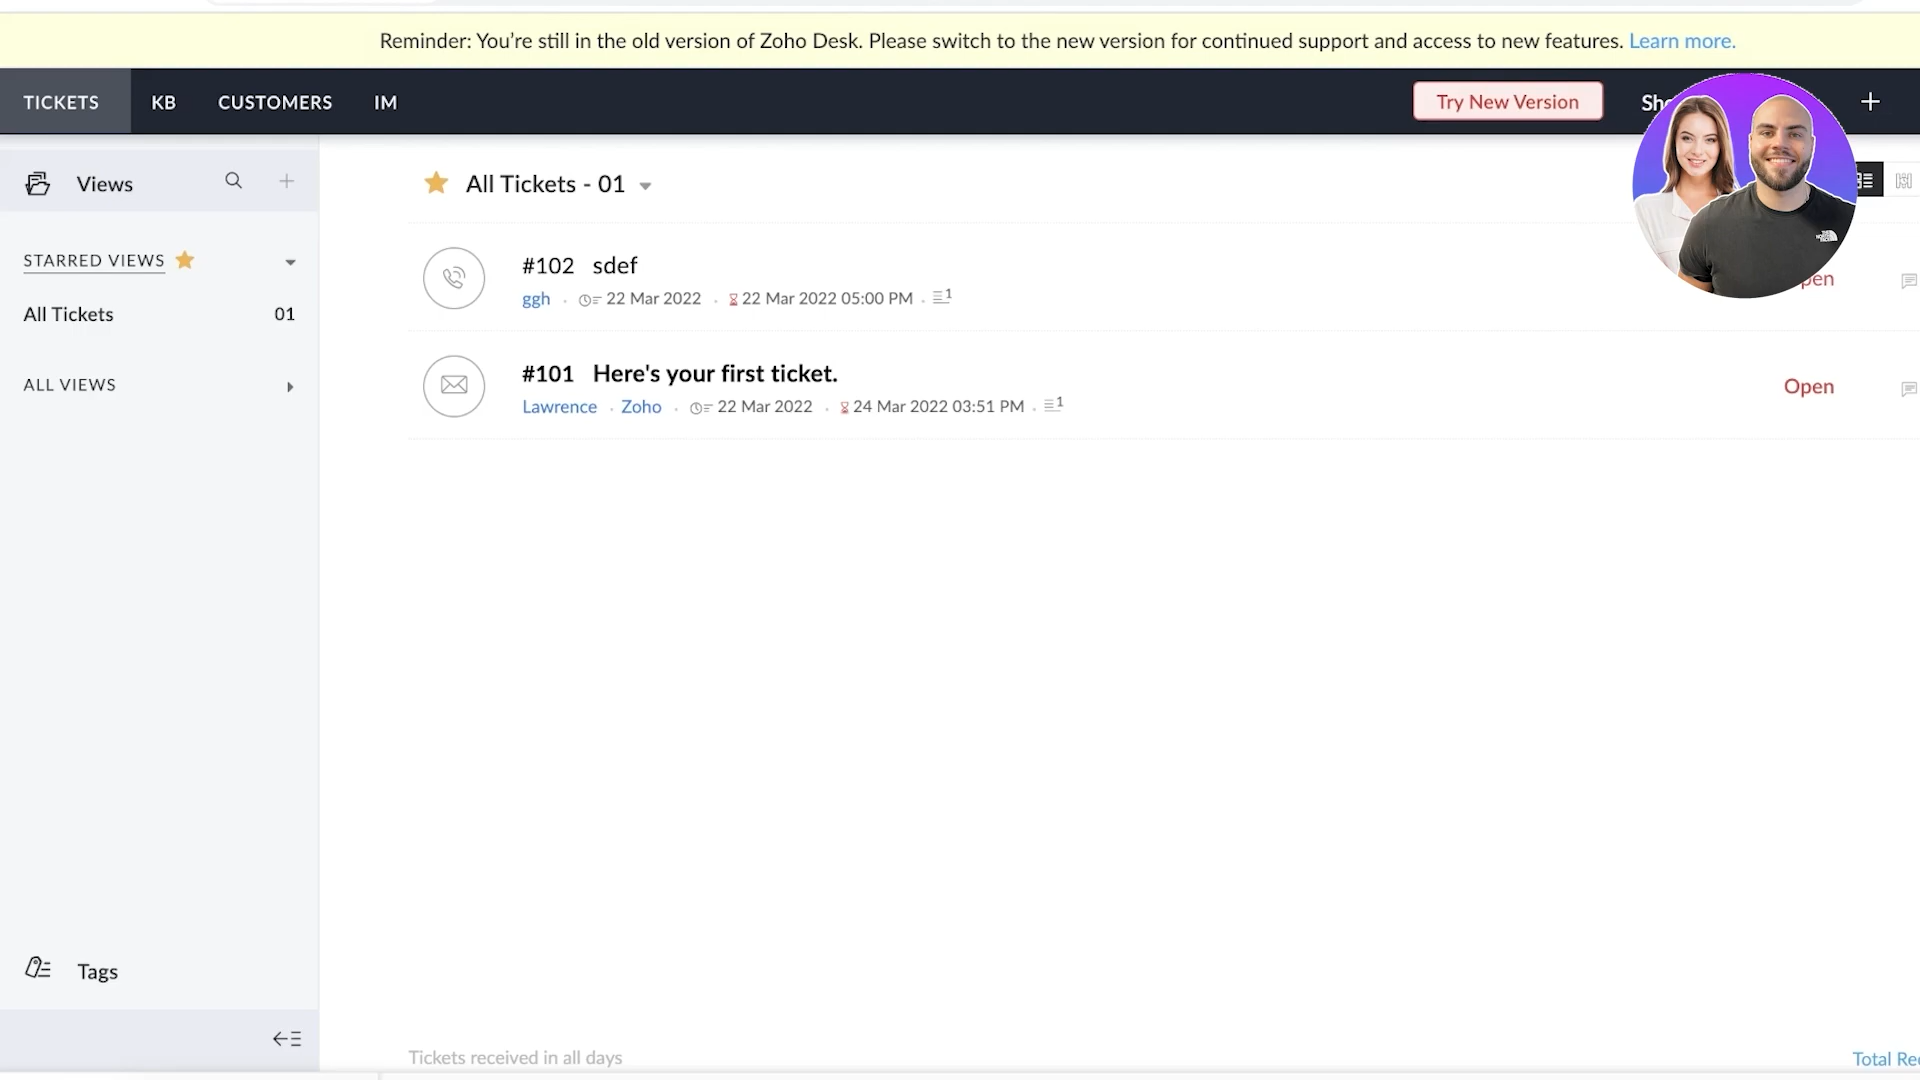 Reminder: You’re still in the old version of Zoho Desk. Please switch to the new version for continued support and access to new features. Learn more.
TICKETS KB CUSTOMERS IM Try New Version
Views
All Tickets - 01
STARRED VIEWS
All Tickets 01
ALL VIEWS
#102 sdef
ggh . 22 Mar 2022 . 22 Mar 2022 05:00 PM . 1
#101 Here's your first ticket.
Lawrence . Zoho . 22 Mar 2022 . 24 Mar 2022 03:51 PM . 1
Open
Tags
Tickets received in all days
Total